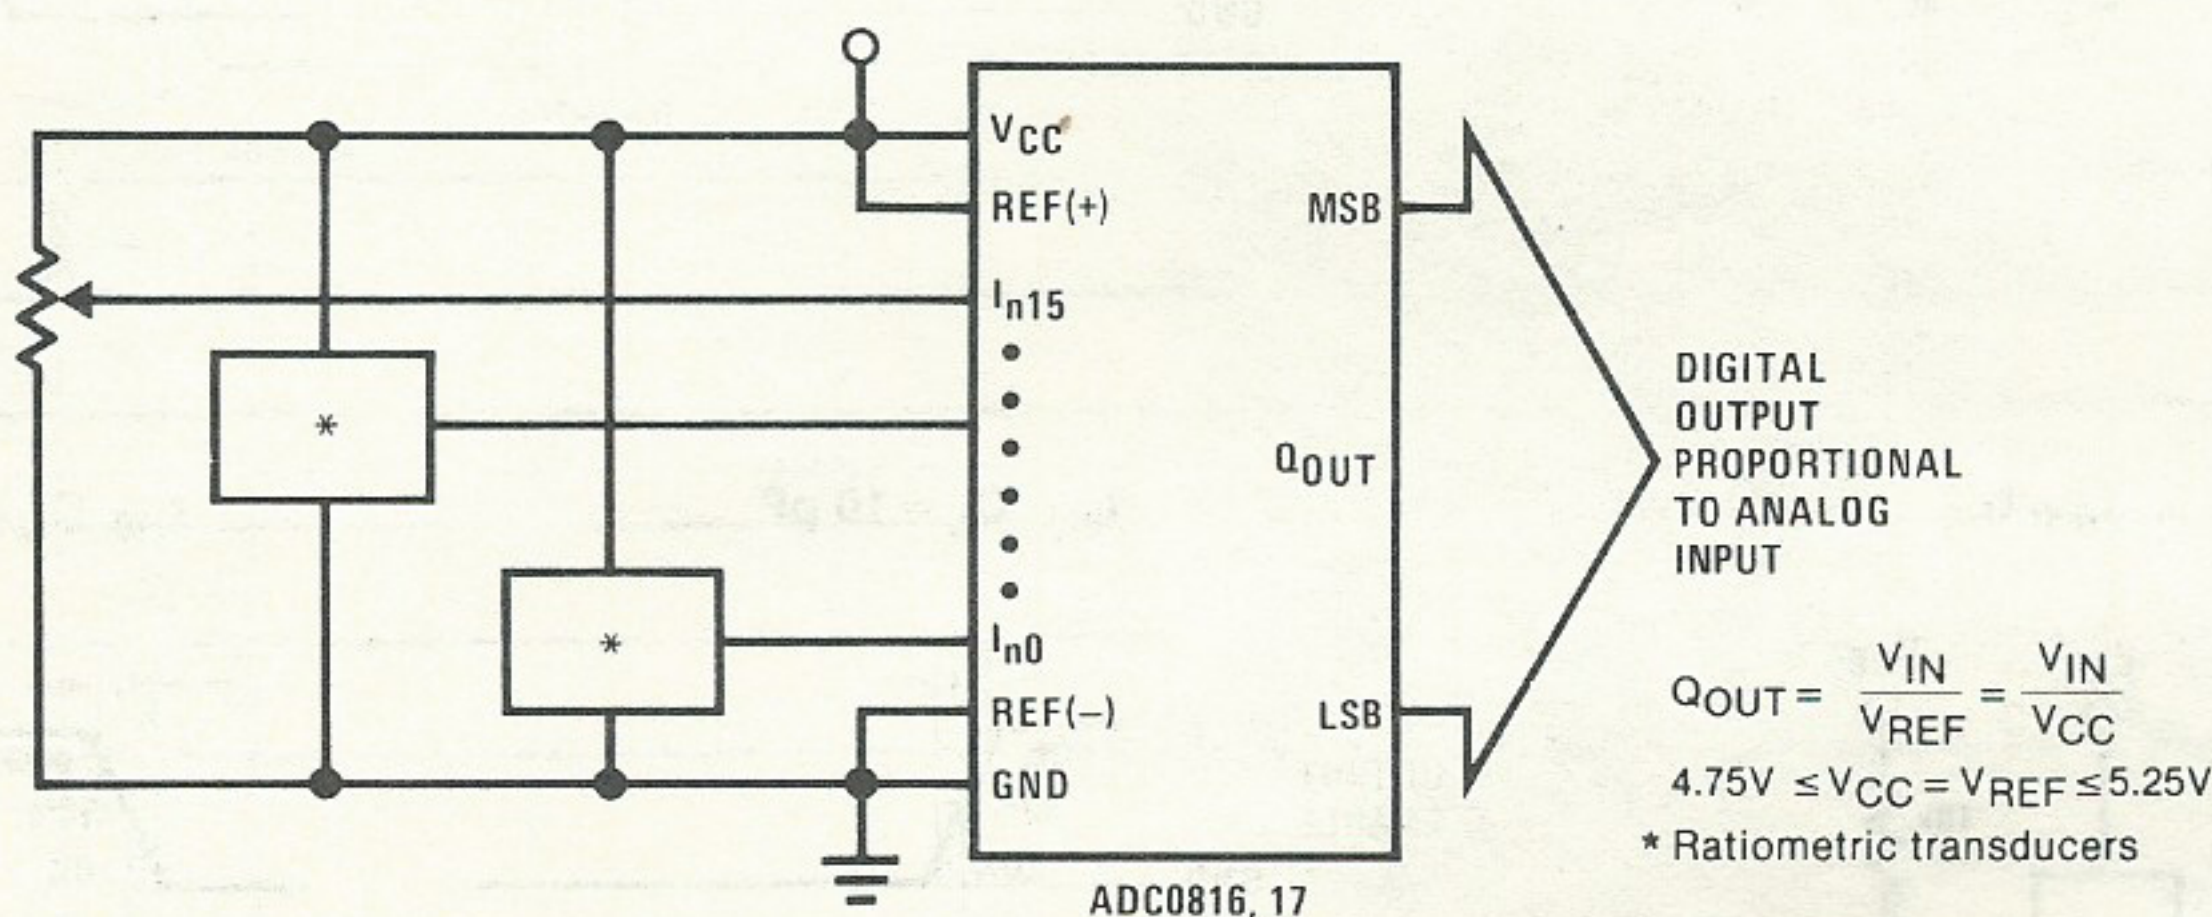 VCC
REF(+)
In15
*
*
In0
REF(−)
GND
MSB
QOUT
LSB
ADC0816, 17
DIGITAL
OUTPUT
PROPORTIONAL
TO ANALOG
INPUT
QOUT = VIN/VREF = VIN/VCC
4.75V ≤ VCC = VREF ≤ 5.25V
* Ratiometric transducers